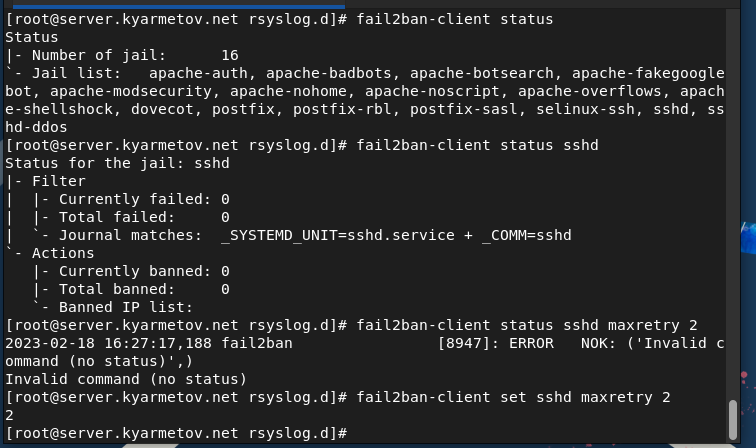 [root@server.kyarmetov.net rsyslog.d]# fail2ban-client status
Status
|- Number of jail:      16
`- Jail list:   apache-auth, apache-badbots, apache-botsearch, apache-fakegoogle
bot, apache-modsecurity, apache-nohome, apache-noscript, apache-overflows, apach
e-shellshock, dovecot, postfix, postfix-rbl, postfix-sasl, selinux-ssh, sshd, ss
hd-ddos
[root@server.kyarmetov.net rsyslog.d]# fail2ban-client status sshd
Status for the jail: sshd
|- Filter
|  |- Currently failed: 0
|  |- Total failed:     0
|  `- Journal matches:  _SYSTEMD_UNIT=sshd.service + _COMM=sshd
`- Actions
   |- Currently banned: 0
   |- Total banned:     0
   `- Banned IP list:
[root@server.kyarmetov.net rsyslog.d]# fail2ban-client status sshd maxretry 2
2023-02-18 16:27:17,188 fail2ban                [8947]: ERROR   NOK: ('Invalid c
ommand (no status)',)
Invalid command (no status)
[root@server.kyarmetov.net rsyslog.d]# fail2ban-client set sshd maxretry 2
2
[root@server.kyarmetov.net rsyslog.d]#